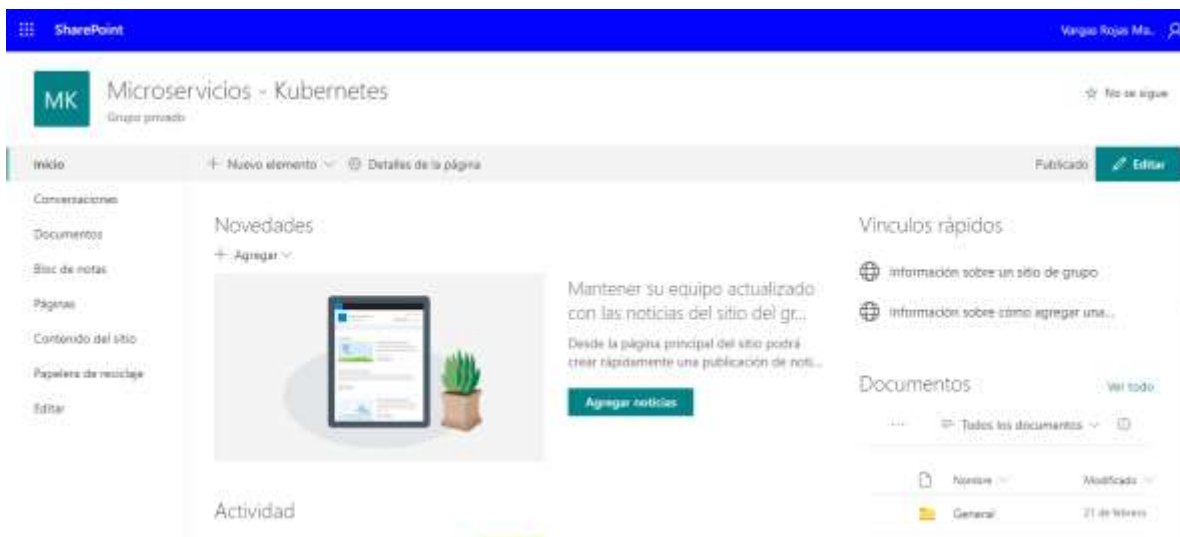 SharePoint
Vargas Rojas Ma..
MK
Microservicios - Kubernetes
Grupo privado
No se sigue
Inicio
+ Nuevo elemento
Detalles de la página
Publicado
Editar
Conversaciones
Documentos
Bloc de notas
Páginas
Contenido del sitio
Papelera de reciclaje
Editar
Novedades
+ Agregar
Mantener su equipo actualizado
con las noticias del sitio del gr...
Desde la página principal del sitio podrá
crear rápidamente una publicación de noti...
Agregar noticias
Actividad
Vínculos rápidos
Información sobre un sitio de grupo
Información sobre cómo agregar una...
Documentos
Ver todo
Todos los documentos
Nombre
Modificado
General
21 de febrero